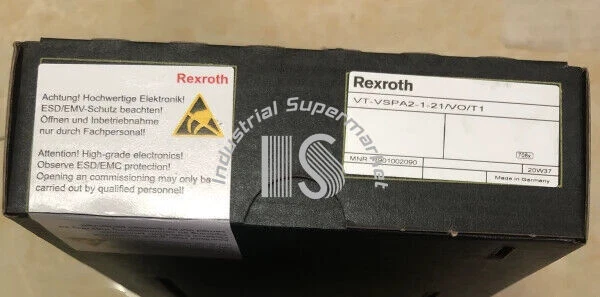 Rexroth
Achtung! Hochwertige Elektronik!
ESD/EMV-Schutz beachten!
Öffnen und Inbetriebnahme
nur durch Fachpersonal!
Attention! High-grade electronics!
Observe ESD/EMC protection!
Opening an commissioning may only be
carried out by qualified personnel!
Rexroth
VT-VSPA2-1-21/VO/T1
MNR R901002090
20W37
Made in Germany
Industrial Supermarket
IS